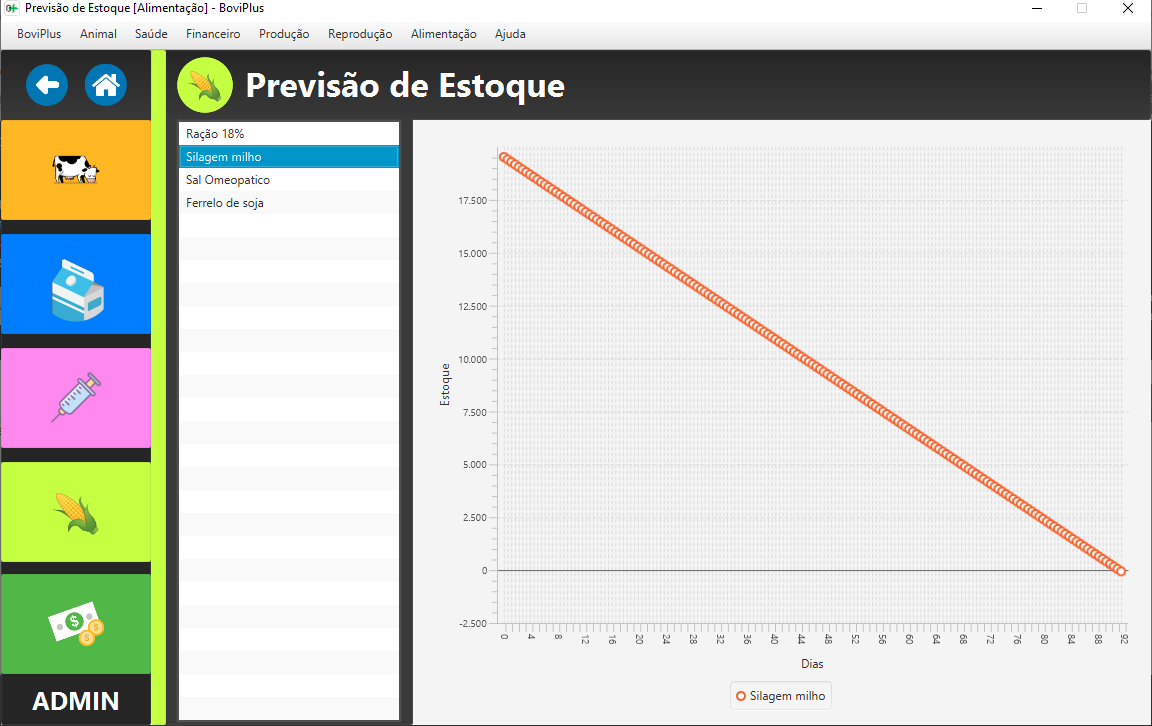 Previsão de Estoque [Alimentação] - BoviPlus
BoviPlus Animal Saúde Financeiro Produção Reprodução Alimentação Ajuda
Previsão de Estoque
Ração 18%
Silagem milho
Sal Omeopatico
Ferrelo de soja
ADMIN
Estoque
17.500
15.000
12.500
10.000
7.500
5.000
2.500
0
-2.500
0 4 8 12 16 20 24 28 32 36 40 44 48 52 56 60 64 68 72 76 80 84 88 92
Dias
Silagem milho